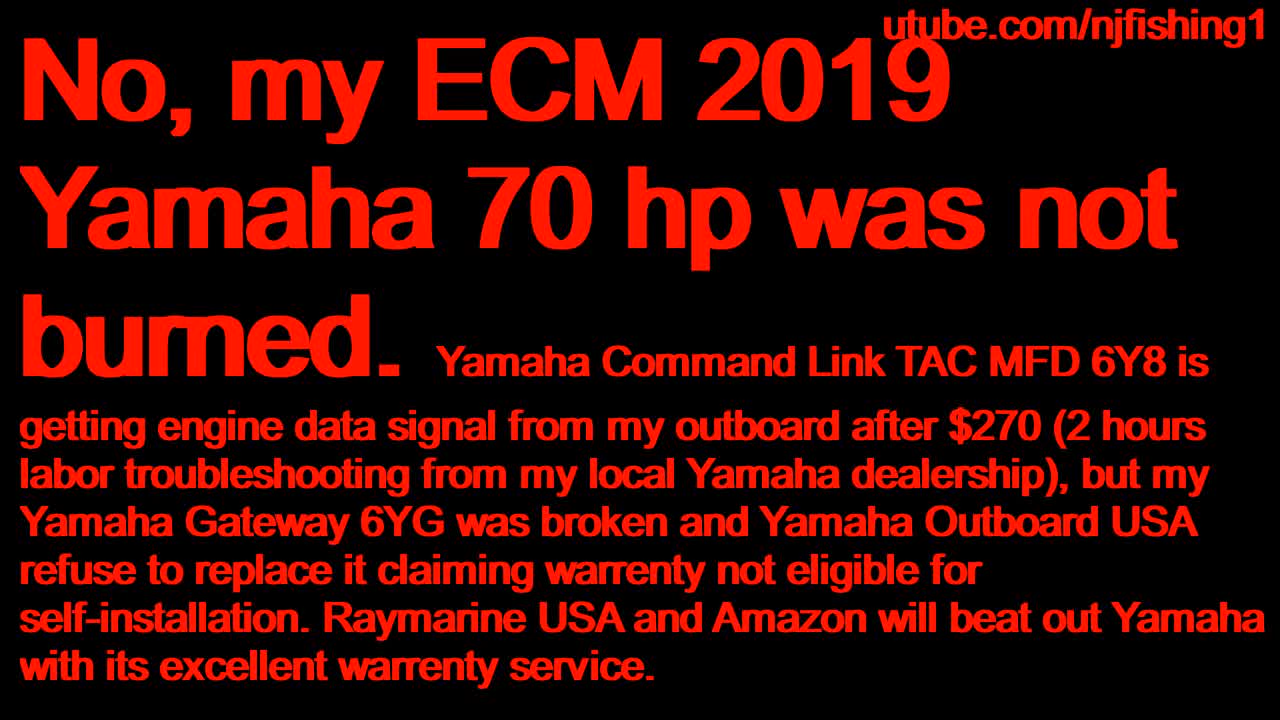 utube.com/njfishing1
No, my ECM 2019
Yamaha 70 hp was not
burned. Yamaha Command Link TAC MFD 6Y8 is
getting engine data signal from my outboard after $270 (2 hours
labor troubleshooting from my local Yamaha dealership), but my
Yamaha Gateway 6YG was broken and Yamaha Outboard USA
refuse to replace it claiming warrenty not eligible for
self-installation. Raymarine USA and Amazon will beat out Yamaha
with its excellent warrenty service.